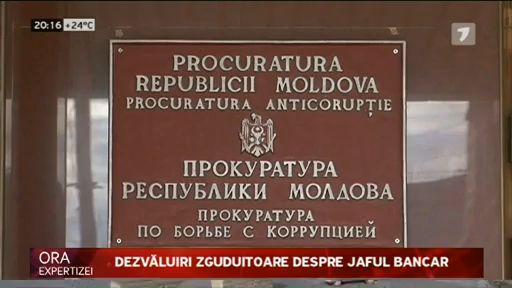 20:16 +24°C
7
PROCURATURA
REPUBLICII MOLDOVA
PROCURATURA ANTICORUPȚIE
ПРОКУРАТУРА
РЕСПУБЛИКИ МОЛДОВА
ПРОКУРАТУРА
ПО БОРЬБЕ С КОРРУПЦИЕЙ
ORA
EXPERTIZEI
DEZVĂLUIRI ZGUDUITOARE DESPRE JAFUL BANCAR